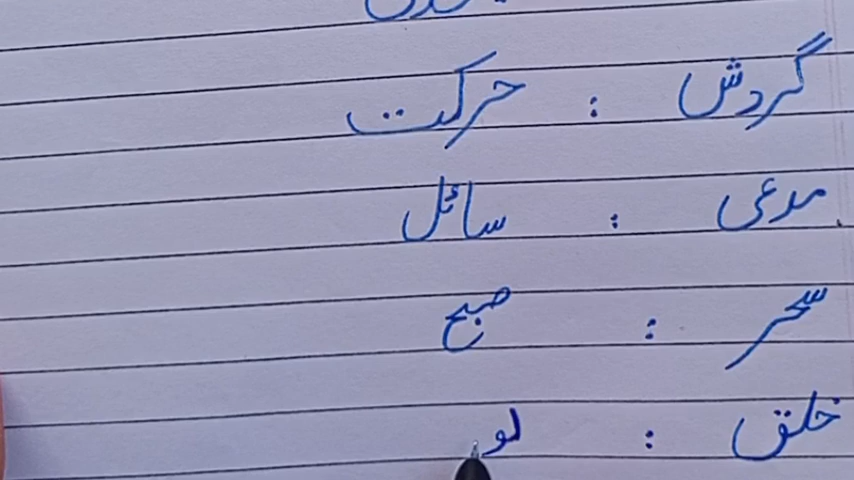 گردش : حرکت
مدعی : سائل
سحر : صبح
خلق : لو